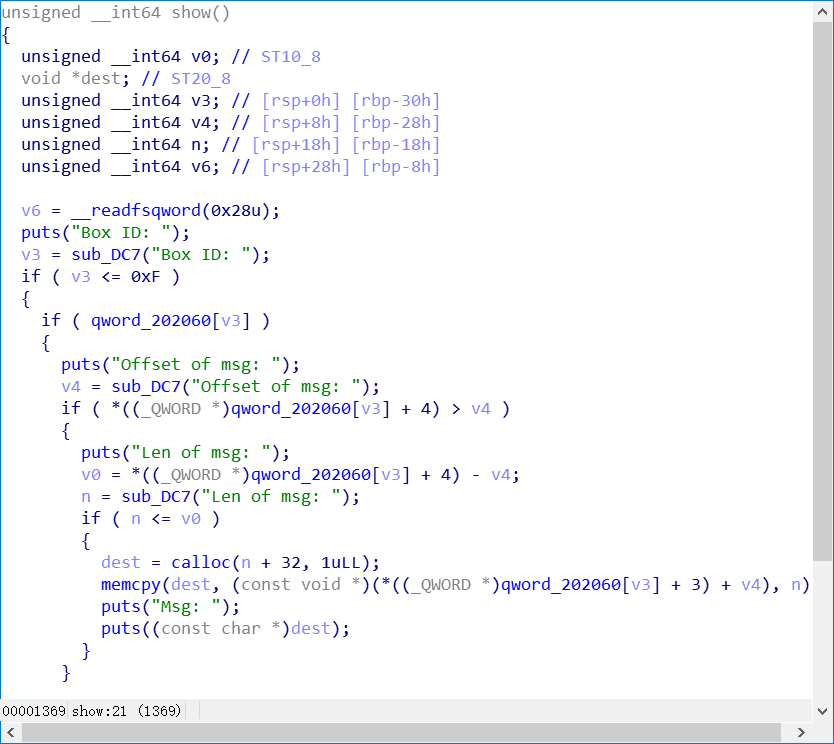 unsigned __int64 show()
{
  unsigned __int64 v0; // ST10_8
  void *dest; // ST20_8
  unsigned __int64 v3; // [rsp+0h] [rbp-30h]
  unsigned __int64 v4; // [rsp+8h] [rbp-28h]
  unsigned __int64 n; // [rsp+18h] [rbp-18h]
  unsigned __int64 v6; // [rsp+28h] [rbp-8h]

  v6 = __readfsqword(0x28u);
  puts("Box ID: ");
  v3 = sub_DC7("Box ID: ");
  if ( v3 <= 0xF )
  {
    if ( qword_202060[v3] )
    {
      puts("Offset of msg: ");
      v4 = sub_DC7("Offset of msg: ");
      if ( *((_QWORD *)qword_202060[v3] + 4) > v4 )
      {
        puts("Len of msg: ");
        v0 = *((_QWORD *)qword_202060[v3] + 4) - v4;
        n = sub_DC7("Len of msg: ");
        if ( n <= v0 )
        {
          dest = calloc(n + 32, 1uLL);
          memcpy(dest, (const void *)(*((_QWORD *)qword_202060[v3] + 3) + v4), n)
          puts("Msg: ");
          puts((const char *)dest);
        }
      }
00001369 show:21 (1369)